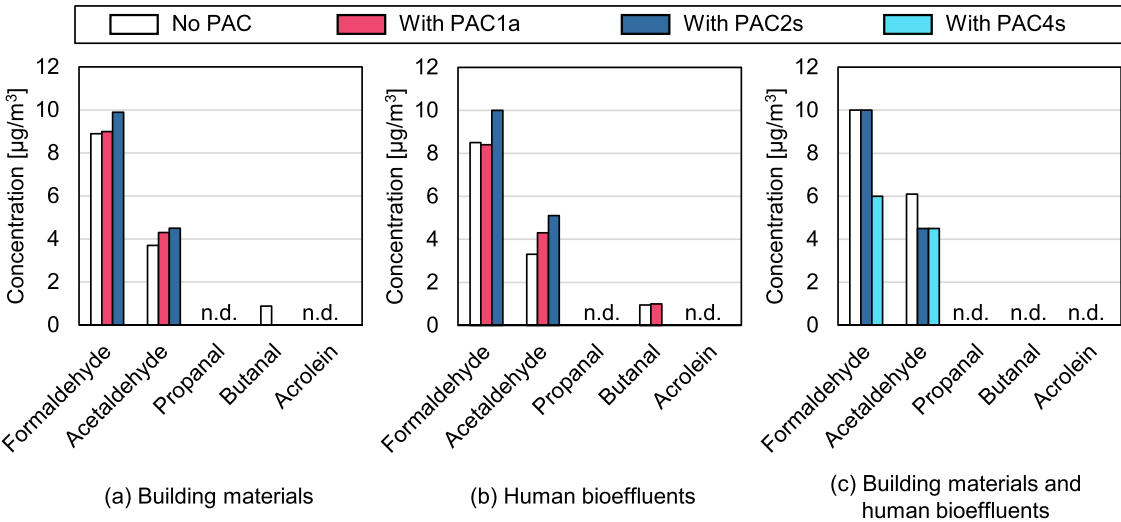 No PAC With PAC1a With PAC2s With PAC4s
Concentration [µg/m³]
12
10
8
6
4
2
0
n.d. n.d.
Formaldehyde
Acetaldehyde
Propanal
Butanal
Acrolein
(a) Building materials
Concentration [µg/m³]
12
10
8
6
4
2
0
n.d. n.d.
Formaldehyde
Acetaldehyde
Propanal
Butanal
Acrolein
(b) Human bioeffluents
Concentration [µg/m³]
12
10
8
6
4
2
0
n.d. n.d. n.d.
Formaldehyde
Acetaldehyde
Propanal
Butanal
Acrolein
(c) Building materials and
human bioeffluents